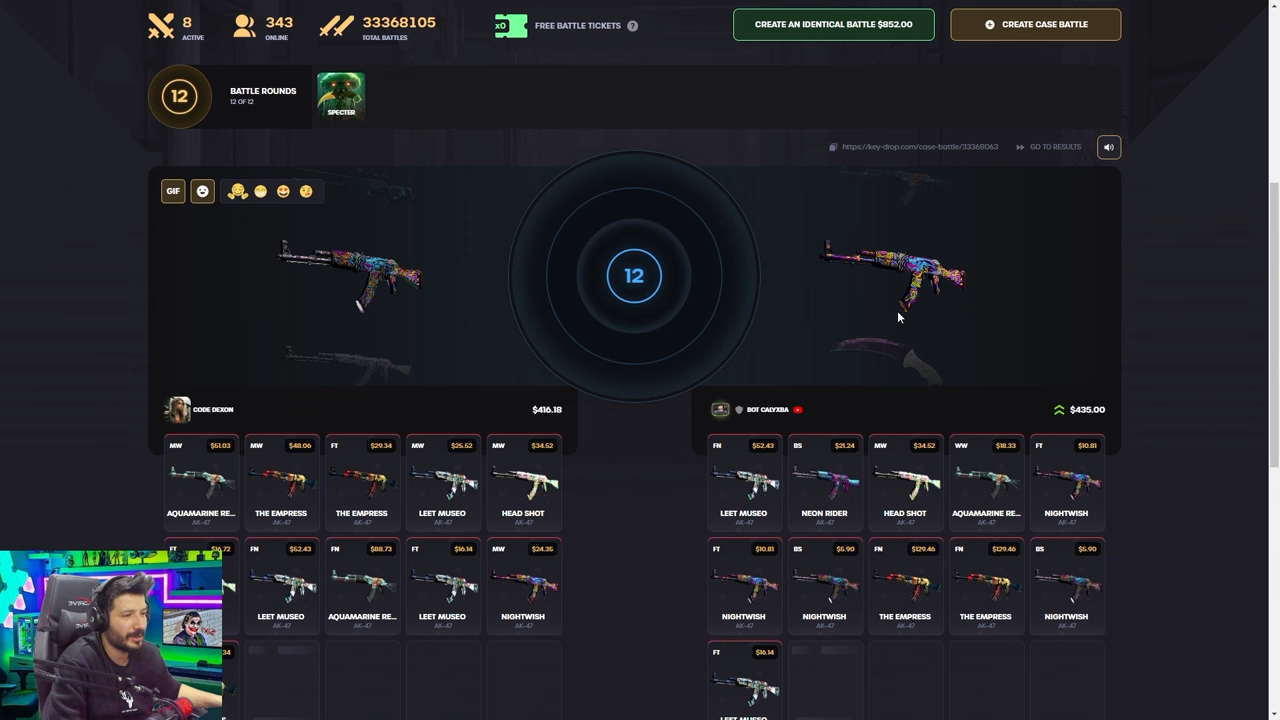 8
ACTIVE
343
ONLINE
33368105
TOTAL BATTLES
x0
FREE BATTLE TICKETS ?
CREATE AN IDENTICAL BATTLE $852.00
CREATE CASE BATTLE
12
BATTLE ROUNDS
12 OF 12
SPECTER
https://key-drop.com/case-battle/33368063
GO TO RESULTS
GIF
12
CODE DEXON
$416.18
BOT CALYXBA
$435.00
MW $51.03
AQUAMARINE RE...
AK-47
MW $48.06
THE EMPRESS
AK-47
FT $29.34
THE EMPRESS
AK-47
MW $25.52
LEET MUSEO
AK-47
MW $34.52
HEAD SHOT
AK-47
FN $52.43
LEET MUSEO
AK-47
BS $21.24
NEON RIDER
AK-47
MW $34.52
HEAD SHOT
AK-47
WW $18.33
AQUAMARINE RE...
AK-47
FT $10.81
NIGHTWISH
AK-47
FT $16.72
FN $52.43
LEET MUSEO
AK-47
FN $88.73
AQUAMARINE RE...
AK-47
FT $16.14
LEET MUSEO
AK-47
MW $24.35
NIGHTWISH
AK-47
FT $10.81
NIGHTWISH
AK-47
BS $5.90
NIGHTWISH
AK-47
FN $129.46
THE EMPRESS
AK-47
FN $129.46
THE EMPRESS
AK-47
BS $5.90
NIGHTWISH
AK-47
34
FT $16.14
LEET MUSEO